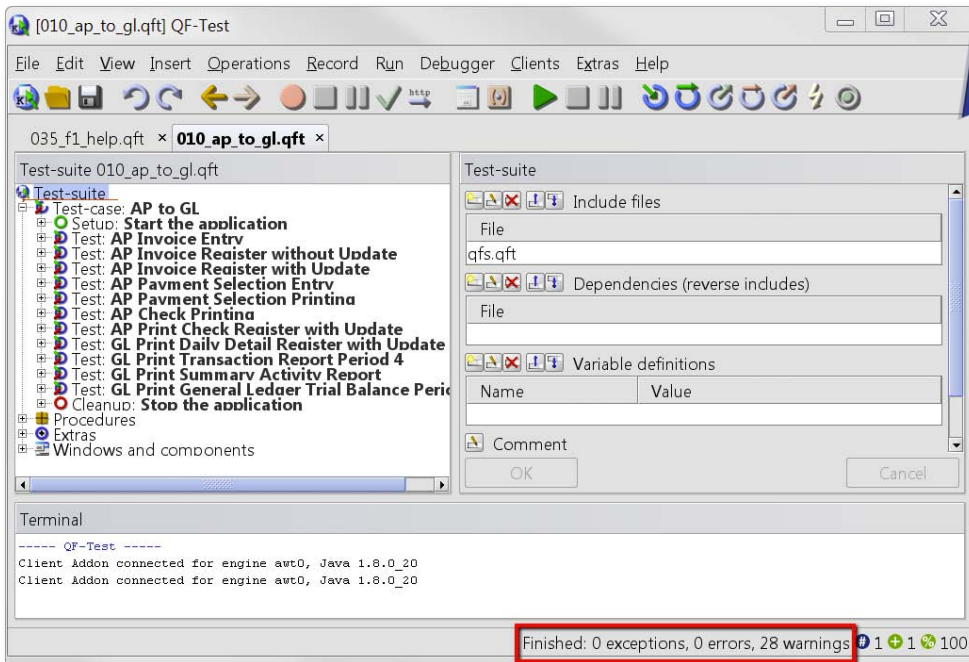 [010_ap_to_gl.qft] QF-Test
File Edit View Insert Operations Record Run Debugger Clients Extras Help
http
035_f1_help.qft × 010_ap_to_gl.qft ×
Test-suite 010_ap_to_gl.qft
Test-suite
Test-case: AP to GL
Setup: Start the application
Test: AP Invoice Entry
Test: AP Invoice Register without Update
Test: AP Invoice Register with Update
Test: AP Payment Selection Entry
Test: AP Payment Selection Printing
Test: AP Check Printing
Test: AP Print Check Register with Update
Test: GL Print Daily Detail Register with Update
Test: GL Print Transaction Report Period 4
Test: GL Print Summary Activity Report
Test: GL Print General Ledger Trial Balance Peri
Cleanup: Stop the application
Procedures
Extras
Windows and components
Test-suite
Include files
File
qfs.qft
Dependencies (reverse includes)
File
Variable definitions
Name Value
Comment
OK Cancel
Terminal
----- QF-Test -----
Client Addon connected for engine awt0, Java 1.8.0_20
Client Addon connected for engine awt0, Java 1.8.0_20
Finished: 0 exceptions, 0 errors, 28 warnings # 1 + 1 % 100